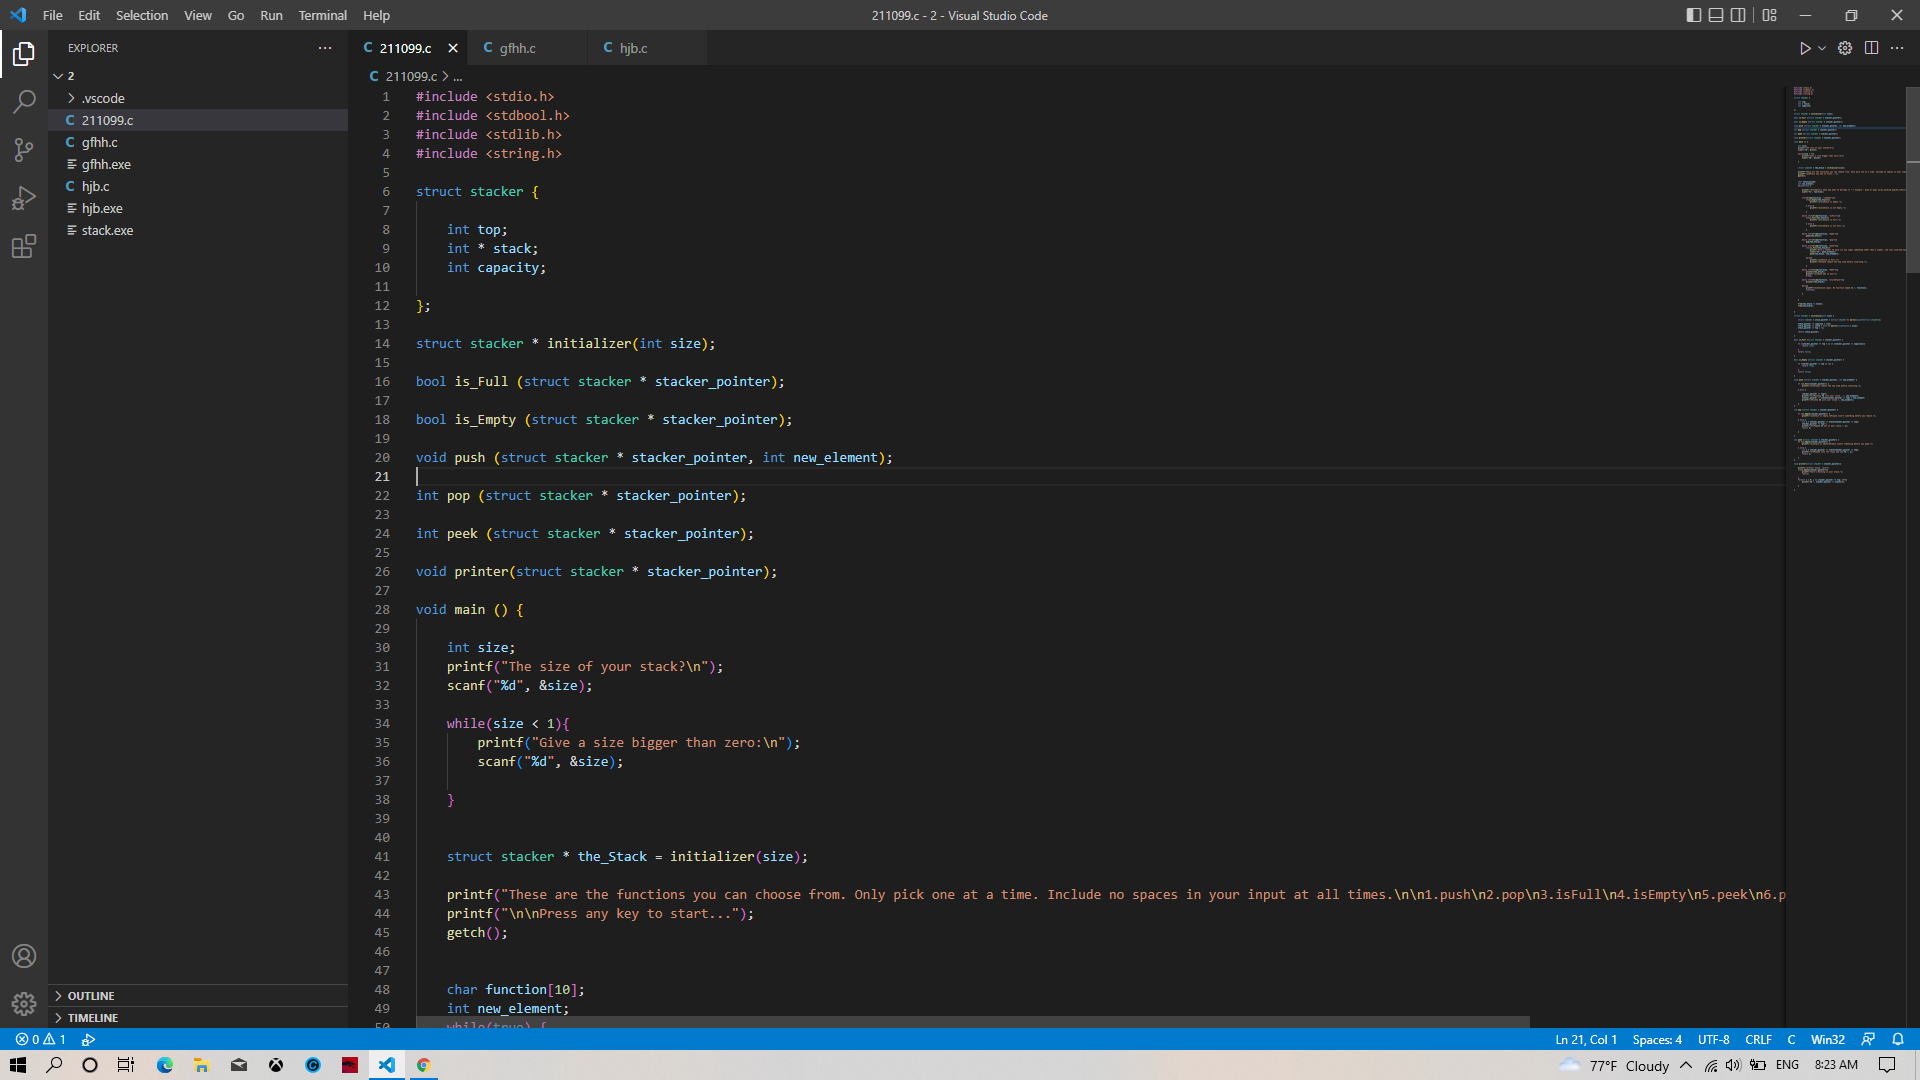 File Edit Selection View Go Run Terminal Help
211099.c - 2 - Visual Studio Code
EXPLORER
2
.vscode
C 211099.c
C gfhh.c
gfhh.exe
C hjb.c
hjb.exe
stack.exe
OUTLINE
TIMELINE
C 211099.c
C gfhh.c
C hjb.c
C 211099.c > ...
1 #include <stdio.h>
2 #include <stdbool.h>
3 #include <stdlib.h>
4 #include <string.h>
5
6 struct stacker {
7
8 int top;
9 int * stack;
10 int capacity;
11
12 };
13
14 struct stacker * initializer(int size);
15
16 bool is_Full (struct stacker * stacker_pointer);
17
18 bool is_Empty (struct stacker * stacker_pointer);
19
20 void push (struct stacker * stacker_pointer, int new_element);
21
22 int pop (struct stacker * stacker_pointer);
23
24 int peek (struct stacker * stacker_pointer);
25
26 void printer(struct stacker * stacker_pointer);
27
28 void main () {
29
30 int size;
31 printf("The size of your stack?\n");
32 scanf("%d", &size);
33
34 while(size < 1){
35 printf("Give a size bigger than zero:\n");
36 scanf("%d", &size);
37
38 }
39
40
41 struct stacker * the_Stack = initializer(size);
42
43 printf("These are the functions you can choose from. Only pick one at a time. Include no spaces in your input at all times.\n\n1.push\n2.pop\n3.isFull\n4.isEmpty\n5.peek\n6.p
44 printf("\n\nPress any key to start...");
45 getch();
46
47
48 char function[10];
49 int new_element;
50 while(true) {
0 1
Ln 21, Col 1 Spaces: 4 UTF-8 CRLF C Win32
77°F Cloudy ENG 8:23 AM